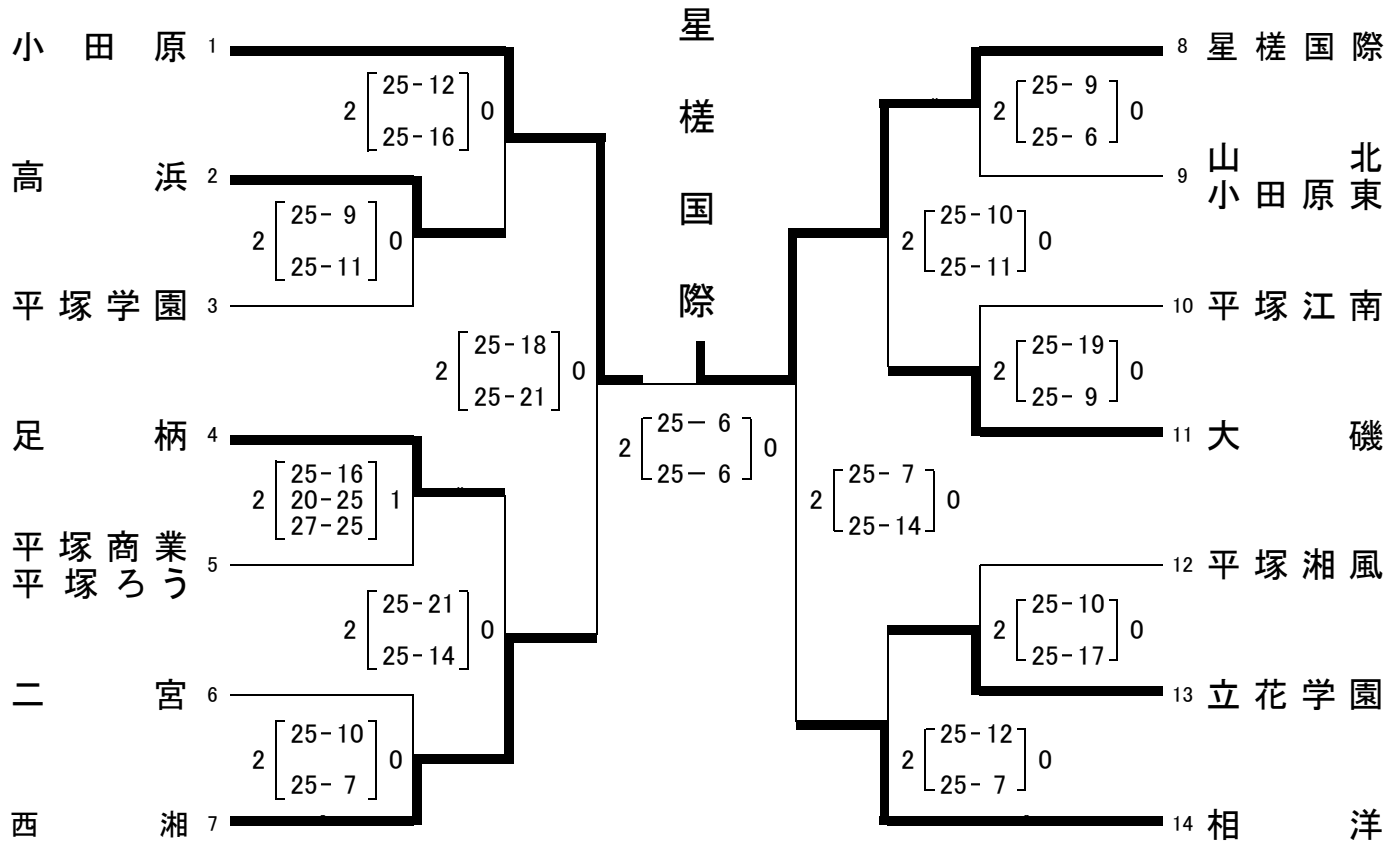 星槎国際
小田原 1
2 25-12 0
25-16
高浜 2
2 25- 9 0
25-11
平塚学園 3
2 25-18 0
25-21
足柄 4
2 25-16 1
20-25
27-25
平塚商業 5
平塚ろう
2 25-21 0
25-14
二宮 6
2 25-10 0
25- 7
西湘 7
2 25― 6 0
25― 6
8 星槎国際
2 25- 9 0
25- 6
9 山北
小田原東
2 25-10 0
25-11
10 平塚江南
2 25-19 0
25- 9
11 大磯
2 25- 7 0
25-14
12 平塚湘風
2 25-10 0
25-17
13 立花学園
2 25-12 0
25- 7
14 相洋